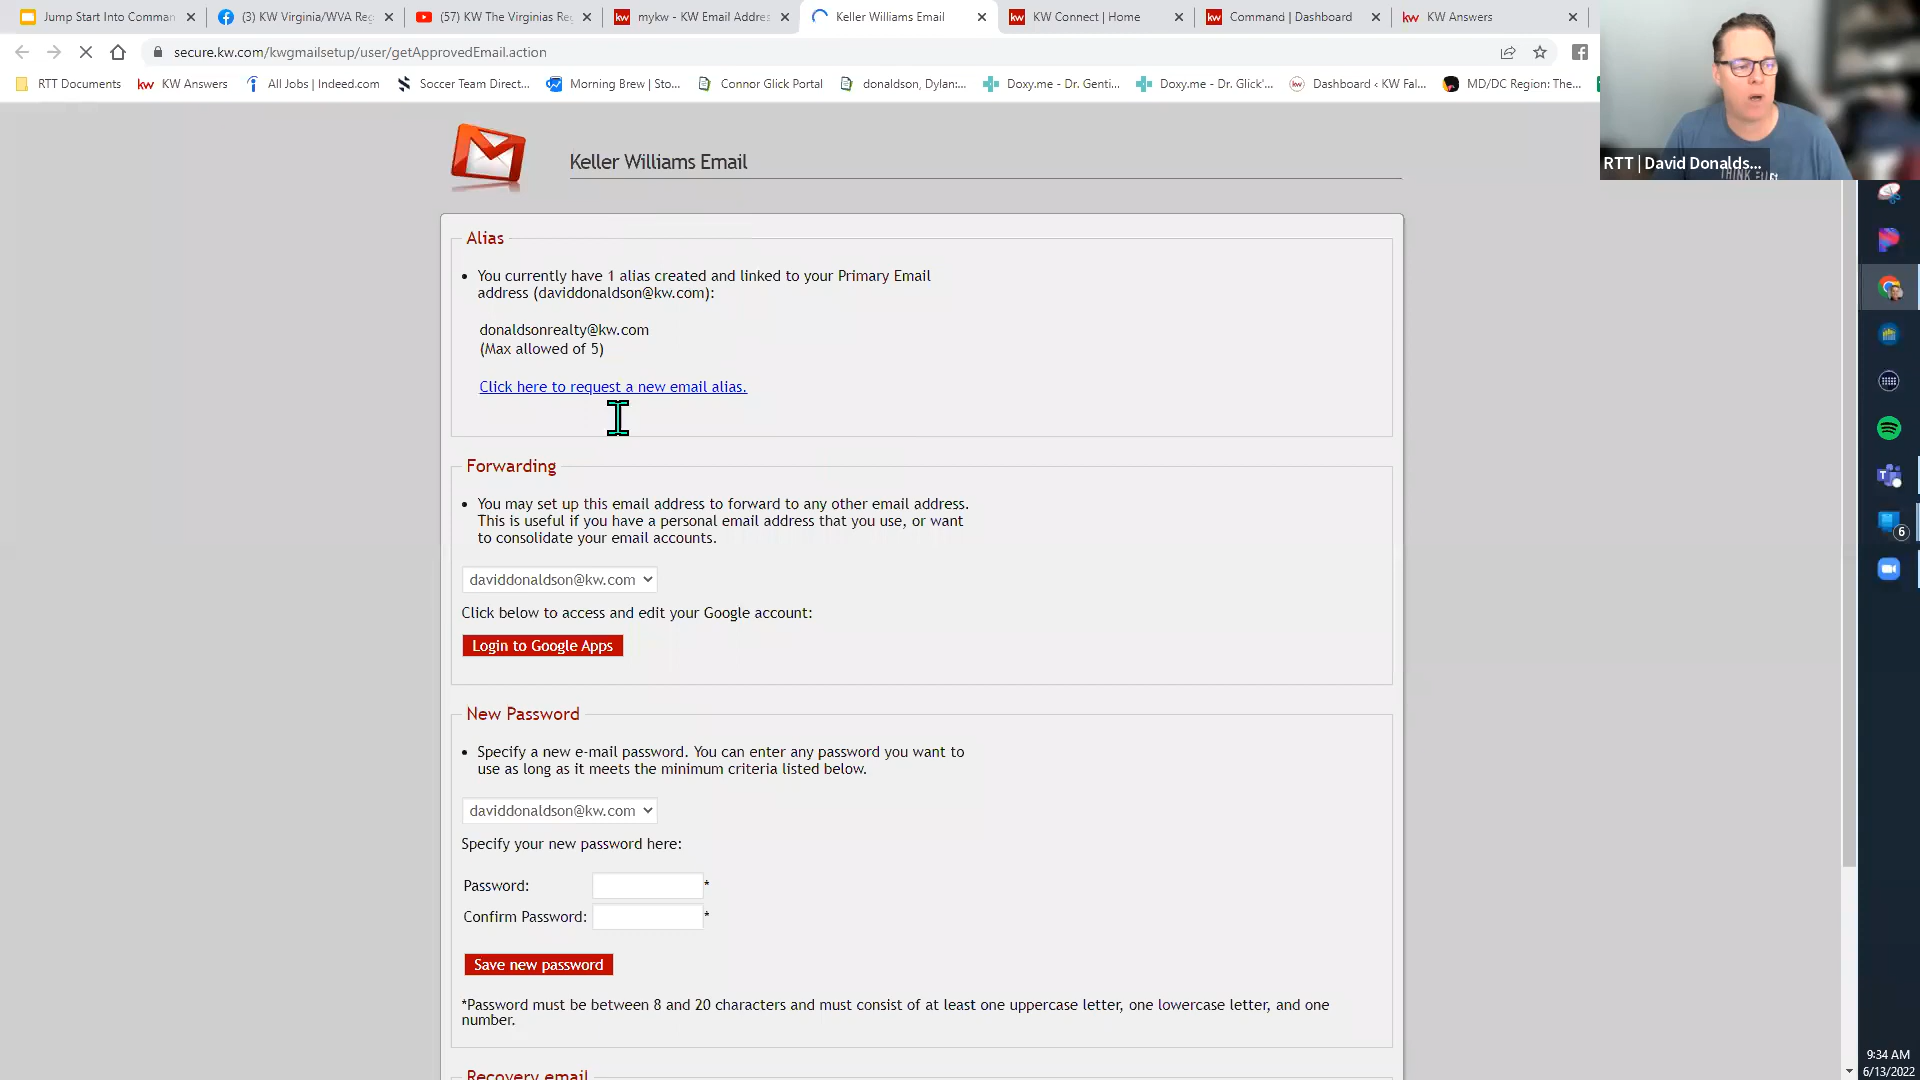 Jump Start Into Comman
(3) KW Virginia/WVA Reg
(57) KW The Virginias Re
mykw - KW Email Addres
Keller Williams Email
KW Connect | Home
Command | Dashboard
KW Answers
secure.kw.com/kwgmailsetup/user/getApprovedEmail.action
RTT Documents
KW Answers
All Jobs | Indeed.com
Soccer Team Direct...
Morning Brew | Sto...
Connor Glick Portal
donaldson, Dylan:...
Doxy.me - Dr. Genti...
Doxy.me - Dr. Glick'...
Dashboard ‹ KW Fal...
MD/DC Region: The...
RTT | David Donalds...
Keller Williams Email
Alias
• You currently have 1 alias created and linked to your Primary Email
address (daviddonaldson@kw.com):
donaldsonrealty@kw.com
(Max allowed of 5)
Click here to request a new email alias.
Forwarding
• You may set up this email address to forward to any other email address.
This is useful if you have a personal email address that you use, or want
to consolidate your email accounts.
daviddonaldson@kw.com
Click below to access and edit your Google account:
Login to Google Apps
New Password
• Specify a new e-mail password. You can enter any password you want to
use as long as it meets the minimum criteria listed below.
daviddonaldson@kw.com
Specify your new password here:
Password: *
Confirm Password: *
Save new password
*Password must be between 8 and 20 characters and must consist of at least one uppercase letter, one lowercase letter, and one
number.
Recovery email
6
9:34 AM
6/13/2022